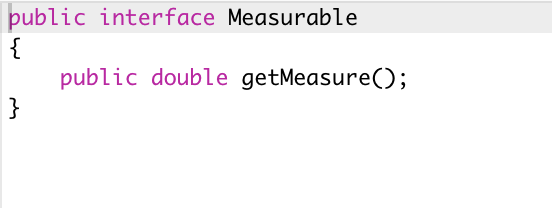 public interface Measurable
{
    public double getMeasure();
}